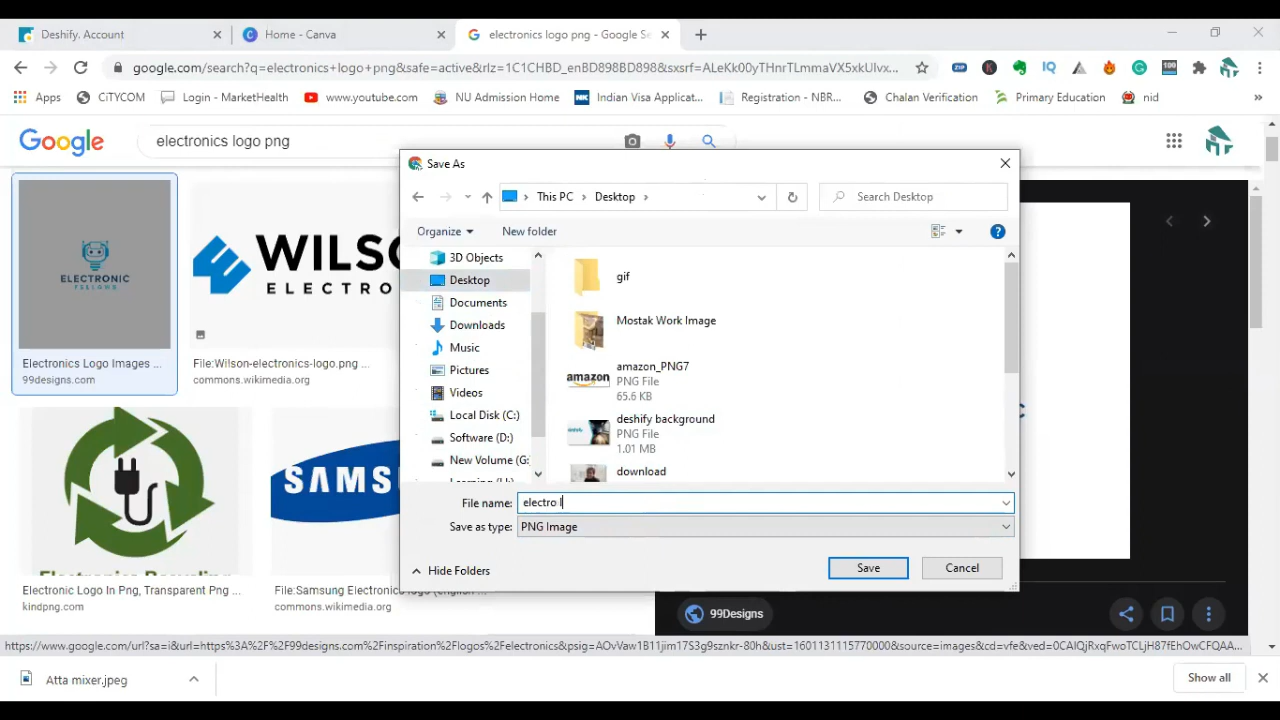 Deshify. Account
Home - Canva
electronics logo png - Google Se
google.com/search?q=electronics+logo+png&safe=active&rlz=1C1CHBD_enBD898BD898&sxsrf=ALeKk00yTHnrTLmmaVX5xkUlvx...
Apps
CiTYCOM
Login - MarketHealth
www.youtube.com
NU Admission Home
Indian Visa Applicat...
Registration - NBR...
Chalan Verification
Primary Education
nid
»
Google
electronics logo png
Save As
This PC
Desktop
Search Desktop
Organize
New folder
3D Objects
Desktop
Documents
Downloads
Music
Pictures
Videos
Local Disk (C:)
Software (D:)
New Volume (G:
gif
Mostak Work Image
amazon_PNG7
PNG File
65.6 KB
amazon
deshify background
PNG File
1.01 MB
download
File name: electro l
Save as type: PNG Image
Hide Folders
Save
Cancel
ELECTRONIC
FELLOWS
Electronics Logo Images ...
99designs.com
WILS
ELECTRO
File:Wilson-electronics-logo.png ...
commons.wikimedia.org
Electronics Recycling
Electronic Logo In Png, Transparent Png ...
kindpng.com
SAMS
File:Samsung Electronics logo (english ...
commons.wikimedia.org
99Designs
https://www.google.com/url?sa=i&url=https%3A%2F%2F99designs.com%2Finspiration%2Flogos%2Felectronics&psig=AOvVaw1B11jim17S3g9sznkr-80h&ust=1601131115770000&source=images&cd=vfe&ved=0CAIQjRxqFwoTCLjH87fEhOwCFQAA...
Atta mixer.jpeg
Show all